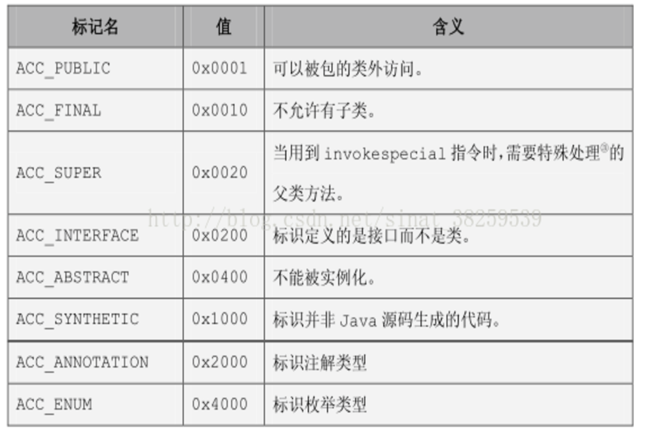 标记名 值 含义
ACC_PUBLIC 0x0001 可以被包的类外访问。
ACC_FINAL 0x0010 不允许有子类。
ACC_SUPER 0x0020 当用到 invokespecial 指令时,需要特殊处理③的
父类方法。
http://blog.csdn.net/sinat_38259539
ACC_INTERFACE 0x0200 标识定义的是接口而不是类。
ACC_ABSTRACT 0x0400 不能被实例化。
ACC_SYNTHETIC 0x1000 标识并非 Java 源码生成的代码。
ACC_ANNOTATION 0x2000 标识注解类型
ACC_ENUM 0x4000 标识枚举类型